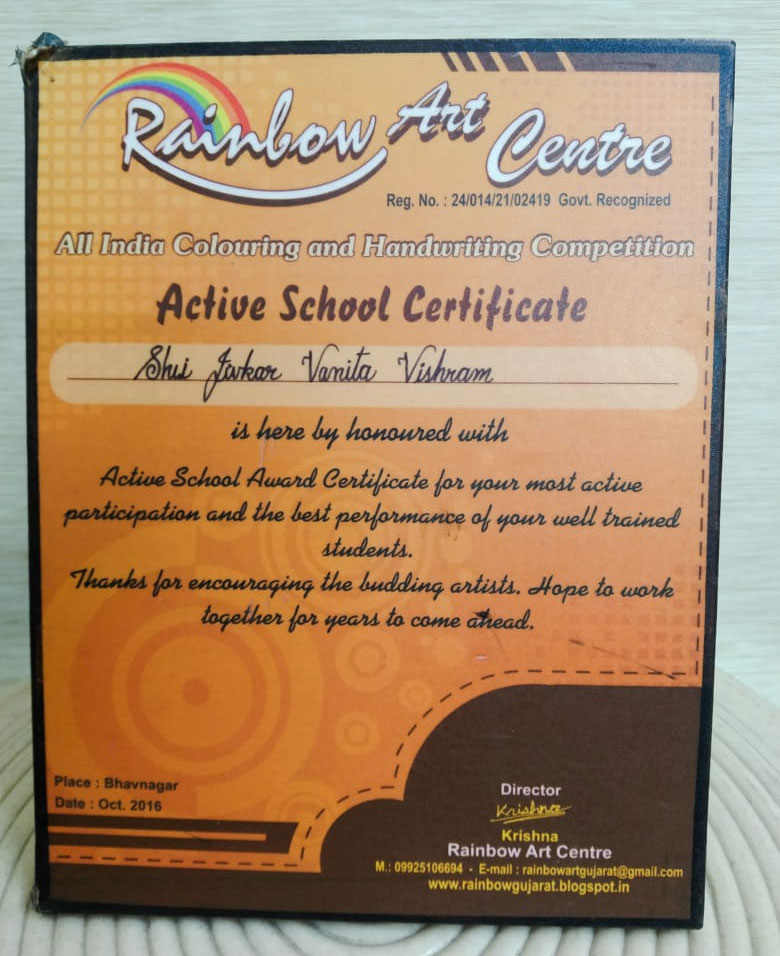 Rainbow Art Centre
Reg. No. : 24/014/21/02419 Govt. Recognized
All India Colouring and Handwriting Competition
Active School Certificate
Shri Jivkar Vanita Vishram
is here by honoured with
Active School Award Certificate for your most active
participation and the best performance of your well trained
students.
Thanks for encouraging the budding artists. Hope to work
together for years to come ahead.
Place : Bhavnagar
Date : Oct. 2016
Director
Krishna
Krishna
Rainbow Art Centre
M.: 09925106694 - E-mail : rainbowartgujarat@gmail.com
www.rainbowgujarat.blogspot.in